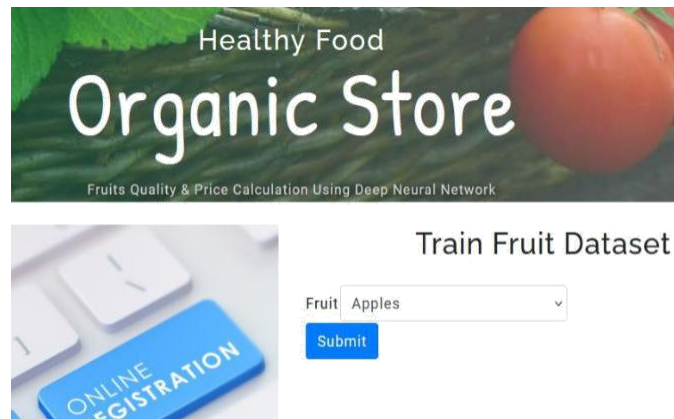 Healthy Food
Organic Store
Fruits Quality & Price Calculation Using Deep Neural Network
Train Fruit Dataset
Fruit Apples
Submit
ONLINE
REGISTRATION